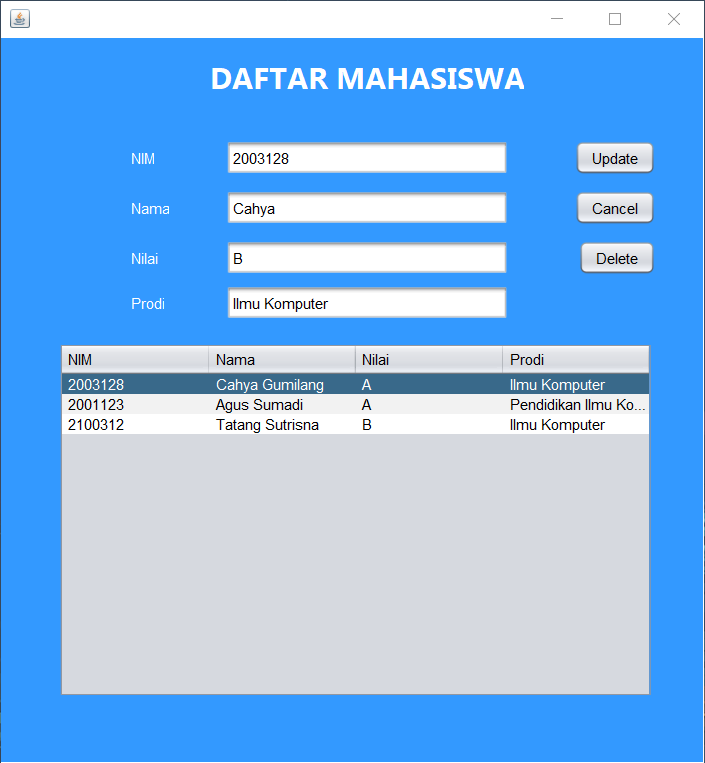 DAFTAR MAHASISWA
NIM 2003128 Update
Nama Cahya Cancel
Nilai B Delete
Prodi Ilmu Komputer
NIM Nama Nilai Prodi
2003128 Cahya Gumilang A Ilmu Komputer
2001123 Agus Sumadi A Pendidikan Ilmu Ko...
2100312 Tatang Sutrisna B Ilmu Komputer